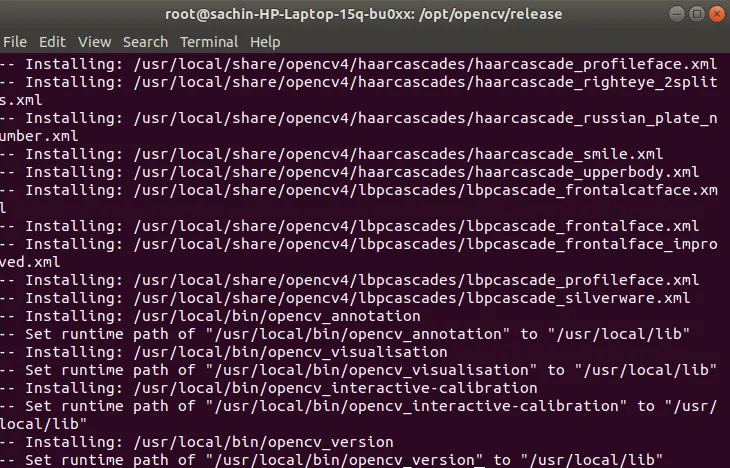 root@sachin-HP-Laptop-15q-bu0xx: /opt/opencv/release
File Edit View Search Terminal Help
-- Installing: /usr/local/share/opencv4/haarcascades/haarcascade_profileface.xml
-- Installing: /usr/local/share/opencv4/haarcascades/haarcascade_righteye_2split
s.xml
-- Installing: /usr/local/share/opencv4/haarcascades/haarcascade_russian_plate_n
umber.xml
-- Installing: /usr/local/share/opencv4/haarcascades/haarcascade_smile.xml
-- Installing: /usr/local/share/opencv4/haarcascades/haarcascade_upperbody.xml
-- Installing: /usr/local/share/opencv4/lbpcascades/lbpcascade_frontalcatface.xm
l
-- Installing: /usr/local/share/opencv4/lbpcascades/lbpcascade_frontalface.xml
-- Installing: /usr/local/share/opencv4/lbpcascades/lbpcascade_frontalface_impro
ved.xml
-- Installing: /usr/local/share/opencv4/lbpcascades/lbpcascade_profileface.xml
-- Installing: /usr/local/share/opencv4/lbpcascades/lbpcascade_silverware.xml
-- Installing: /usr/local/bin/opencv_annotation
-- Set runtime path of "/usr/local/bin/opencv_annotation" to "/usr/local/lib"
-- Installing: /usr/local/bin/opencv_visualisation
-- Set runtime path of "/usr/local/bin/opencv_visualisation" to "/usr/local/lib"
-- Installing: /usr/local/bin/opencv_interactive-calibration
-- Set runtime path of "/usr/local/bin/opencv_interactive-calibration" to "/usr/
local/lib"
-- Installing: /usr/local/bin/opencv_version
-- Set runtime path of "/usr/local/bin/opencv_version" to "/usr/local/lib"